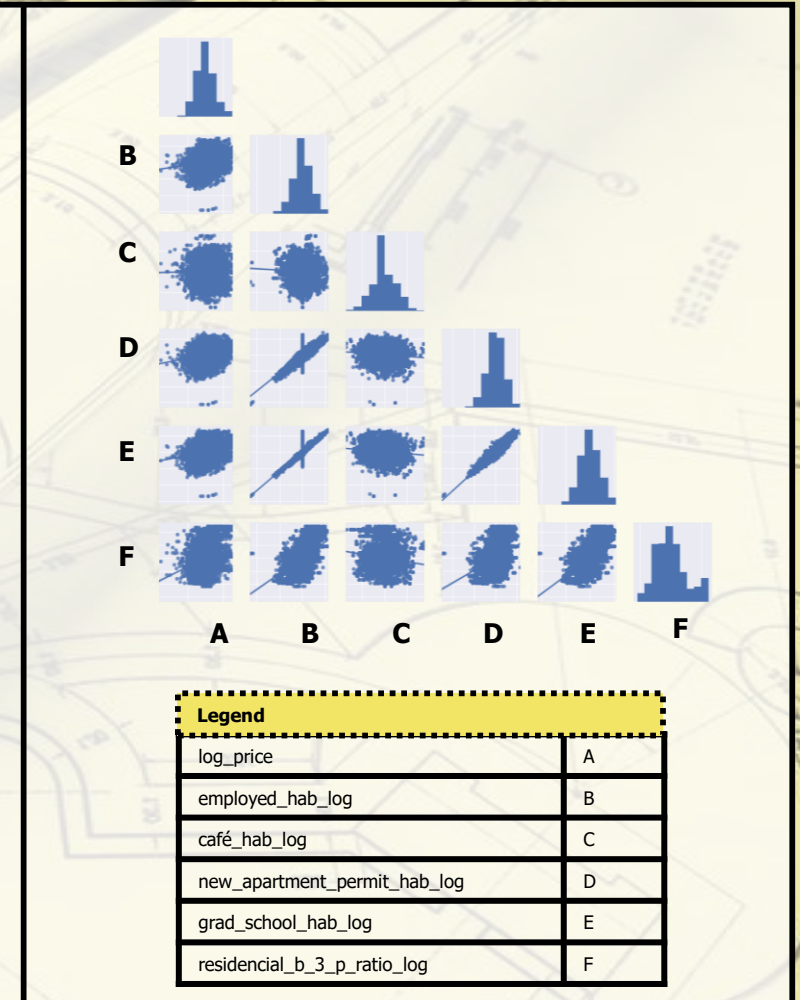 B
C
D
E
F
A B C D E F
Legend
log_price A
employed_hab_log B
café_hab_log C
new_apartment_permit_hab_log D
grad_school_hab_log E
residencial_b_3_p_ratio_log F